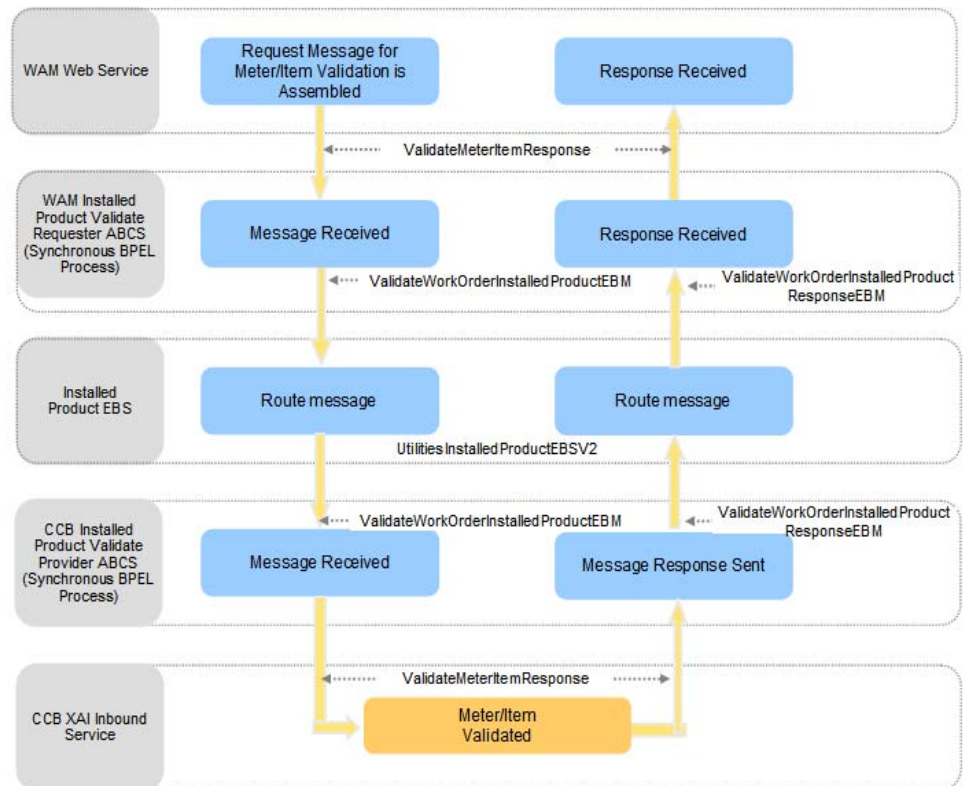 WAM Web Service
Request Message for
Meter/Item Validation is
Assembled
Response Received
ValidateMeterItemResponse
WAM Installed
Product Validate
Requester ABCS
(Synchronous BPEL
Process)
Message Received
Response Received
ValidateWorkOrderInstalledProductEBM
ValidateWorkOrderInstalledProduct
ResponseEBM
Installed
Product EBS
Route message
Route message
UtilitiesInstalledProductEBSV2
CCB Installed
Product Validate
Provider ABCS
(Synchronous BPEL
Process)
ValidateWorkOrderInstalledProductEBM
ValidateWorkOrderInstalledProduct
ResponseEBM
Message Received
Message Response Sent
CCB XAI Inbound
Service
ValidateMeterItemResponse
Meter/Item
Validated